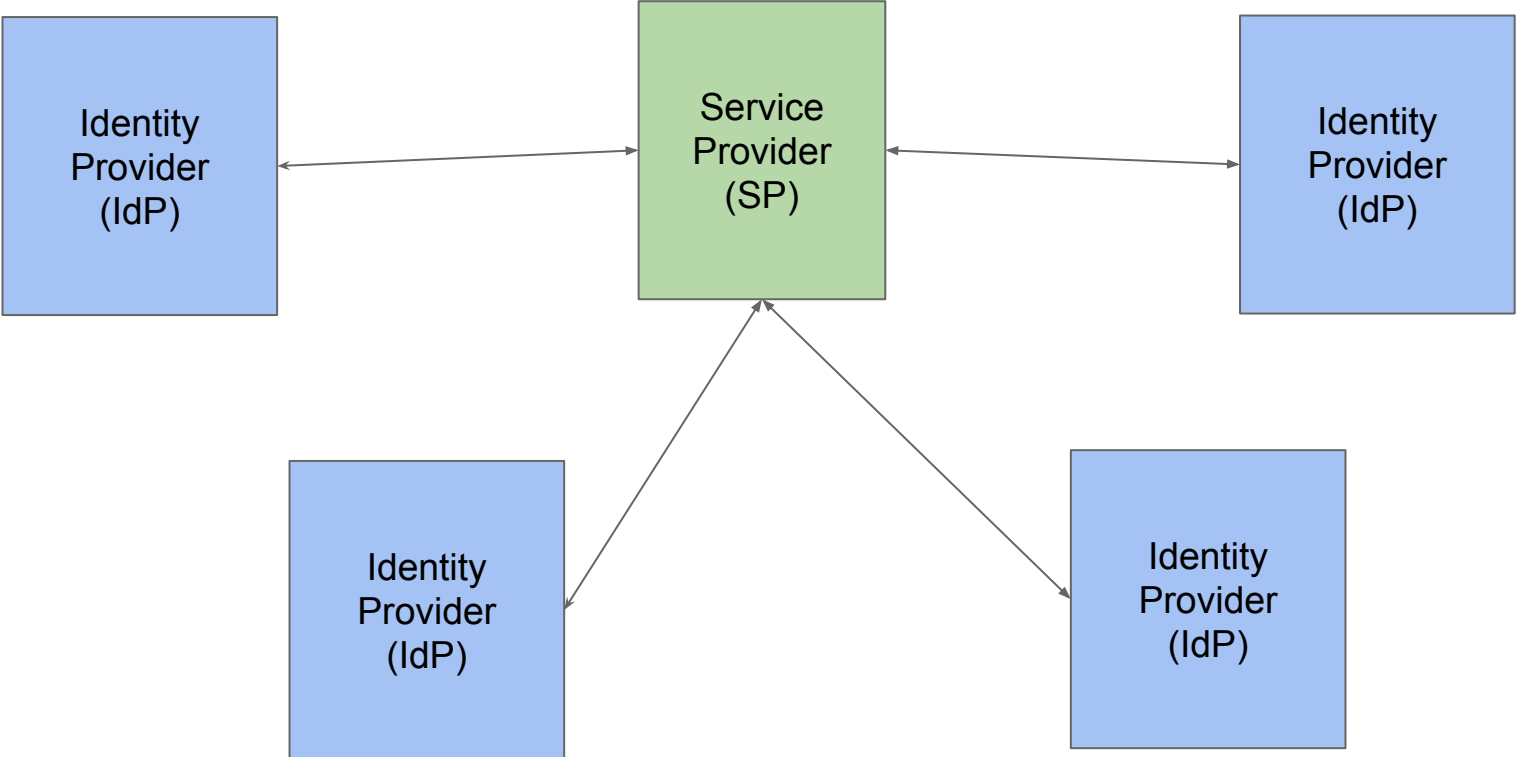 Identity
Provider
(IdP)
Service
Provider
(SP)
Identity
Provider
(IdP)
Identity
Provider
(IdP)
Identity
Provider
(IdP)